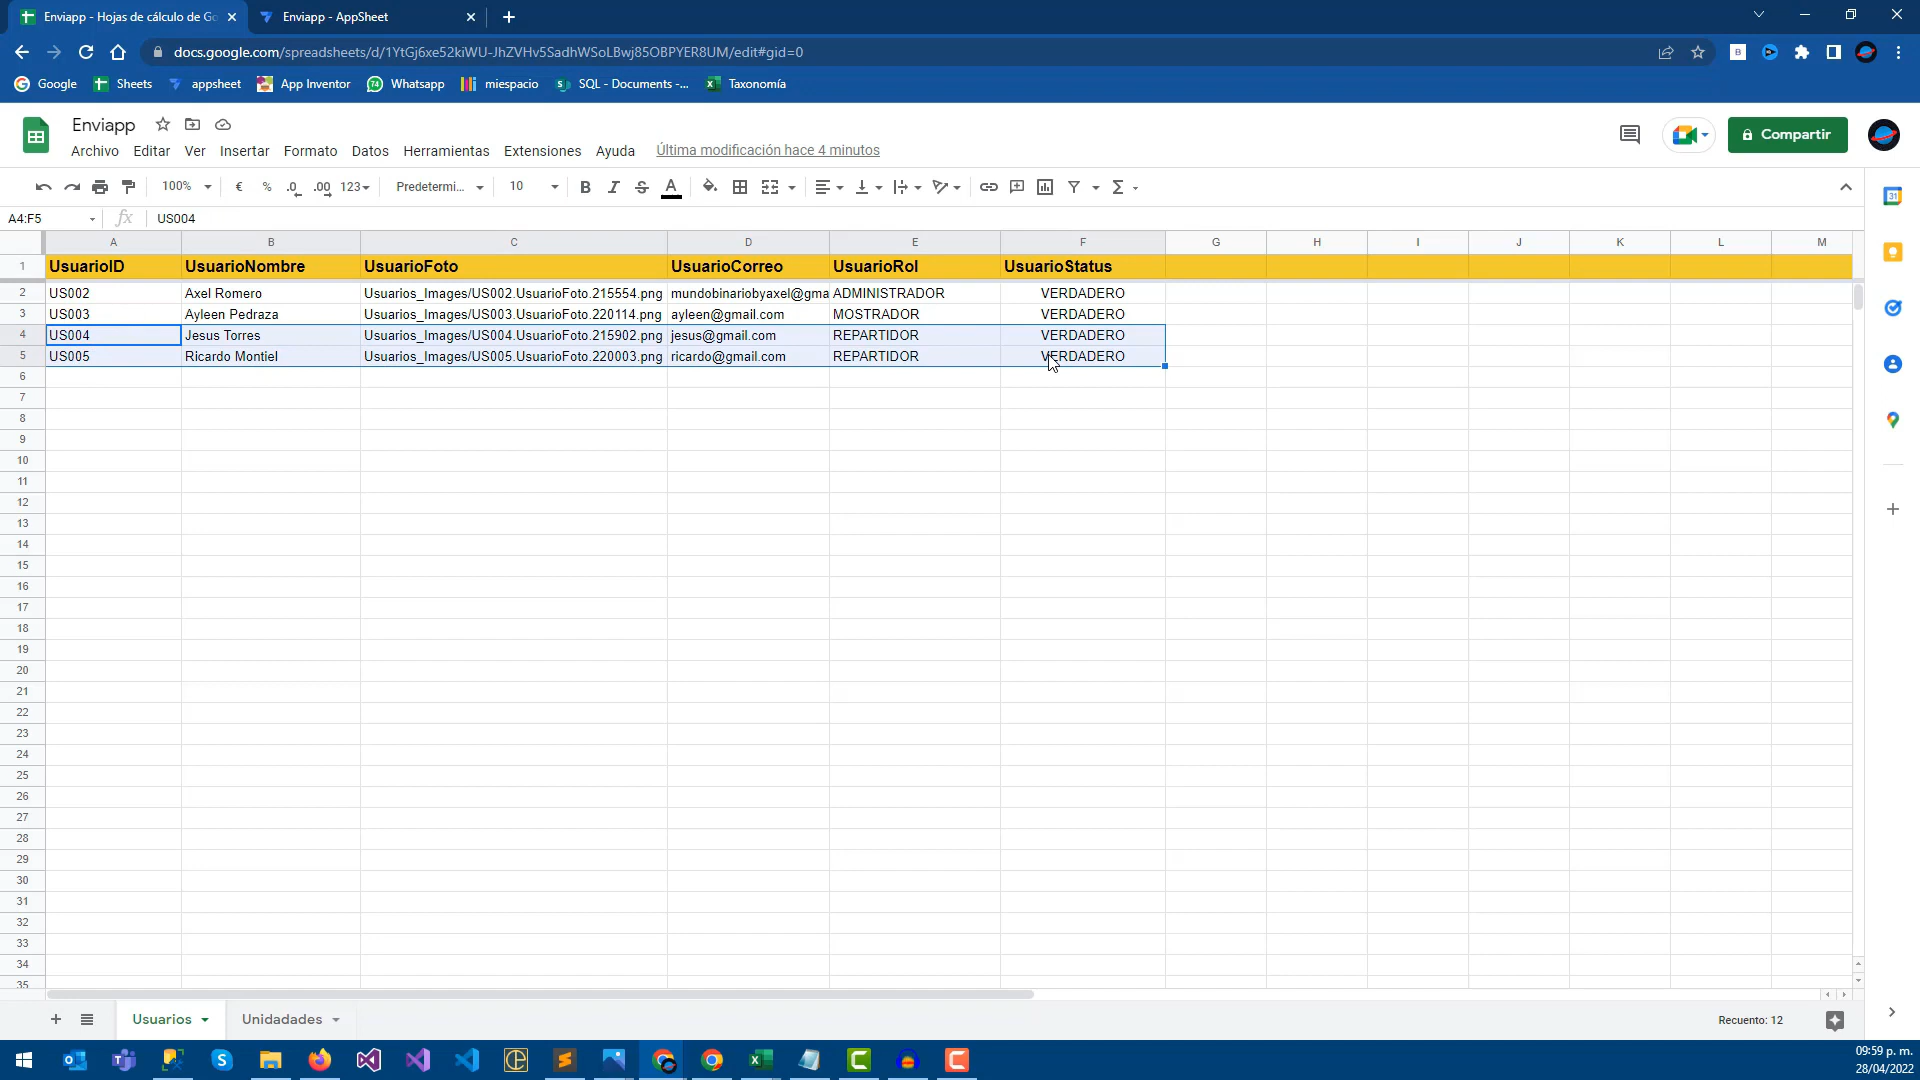 Enviapp - Hojas de cálculo de Go
Enviapp - AppSheet
docs.google.com/spreadsheets/d/1YtGj6xe52kiWU-JhZVHv5SadhWSoLBwj85OBPYER8UM/edit#gid=0
Google Sheets appsheet App Inventor Whatsapp miespacio SQL - Documents -... Taxonomía
Enviapp
Archivo Editar Ver Insertar Formato Datos Herramientas Extensiones Ayuda Última modificación hace 4 minutos
Compartir
100% € % .0 .00 123 Predetermi... 10 B I S A Σ
A4:F5 fx US004
A B C D E F G H I J K L M
1 UsuarioID UsuarioNombre UsuarioFoto UsuarioCorreo UsuarioRol UsuarioStatus
2 US002 Axel Romero Usuarios_Images/US002.UsuarioFoto.215554.png mundobinariobyaxel@gma ADMINISTRADOR VERDADERO
3 US003 Ayleen Pedraza Usuarios_Images/US003.UsuarioFoto.220114.png ayleen@gmail.com MOSTRADOR VERDADERO
4 US004 Jesus Torres Usuarios_Images/US004.UsuarioFoto.215902.png jesus@gmail.com REPARTIDOR VERDADERO
5 US005 Ricardo Montiel Usuarios_Images/US005.UsuarioFoto.220003.png ricardo@gmail.com REPARTIDOR VERDADERO
6
7
8
9
10
11
12
13
14
15
16
17
18
19
20
21
22
23
24
25
26
27
28
29
30
31
32
33
34
35
Usuarios Unidadades Recuento: 12
09:59 p. m.
28/04/2022